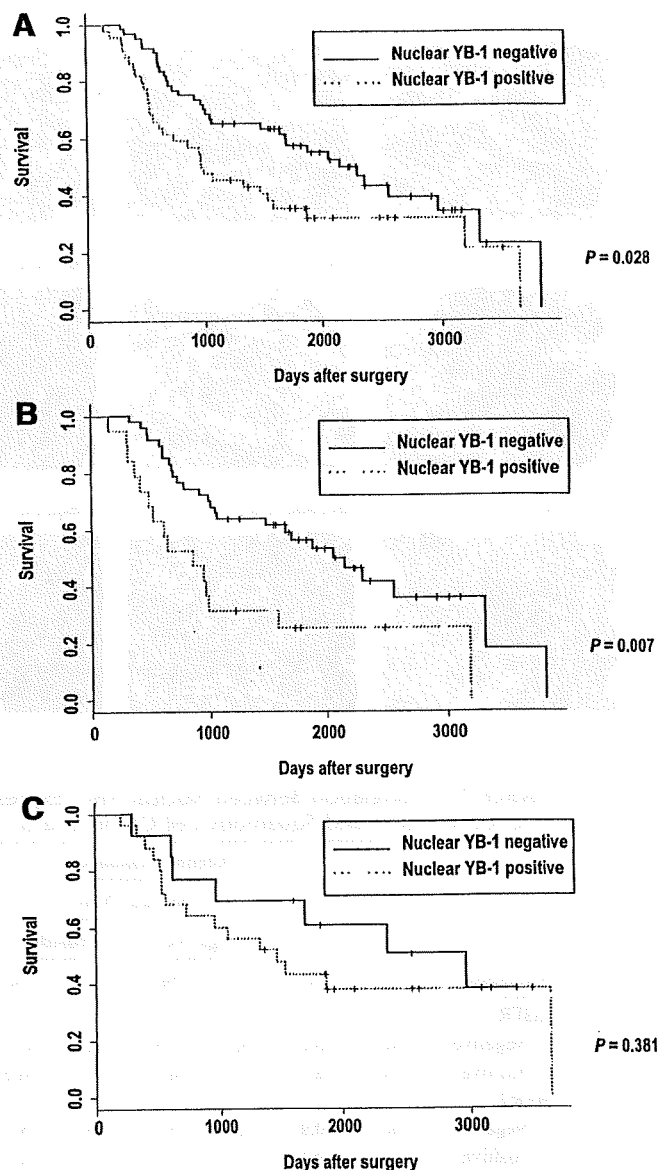 A
1.0
0.8
0.6
0.4
0.2
0.0
Survival
Nuclear YB-1 negative
Nuclear YB-1 positive
P = 0.028
0 1000 2000 3000
Days after surgery
B
1.0
0.8
0.6
0.4
0.2
0.0
Survival
Nuclear YB-1 negative
Nuclear YB-1 positive
P = 0.007
0 1000 2000 3000
Days after surgery
C
1.0
0.8
0.6
0.4
0.2
0.0
Survival
Nuclear YB-1 negative
Nuclear YB-1 positive
P = 0.381
0 1000 2000 3000
Days after surgery